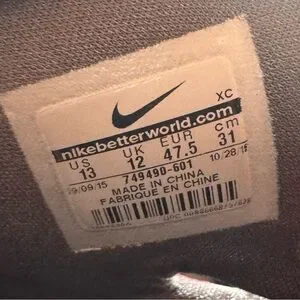 XC
nikebetterworld.com
US UK EUR cm
13 12 47.5 31
09/09/15 10/28/15
749490-601
MADE IN CHINA
FABRIQUE EN CHINE
UPC